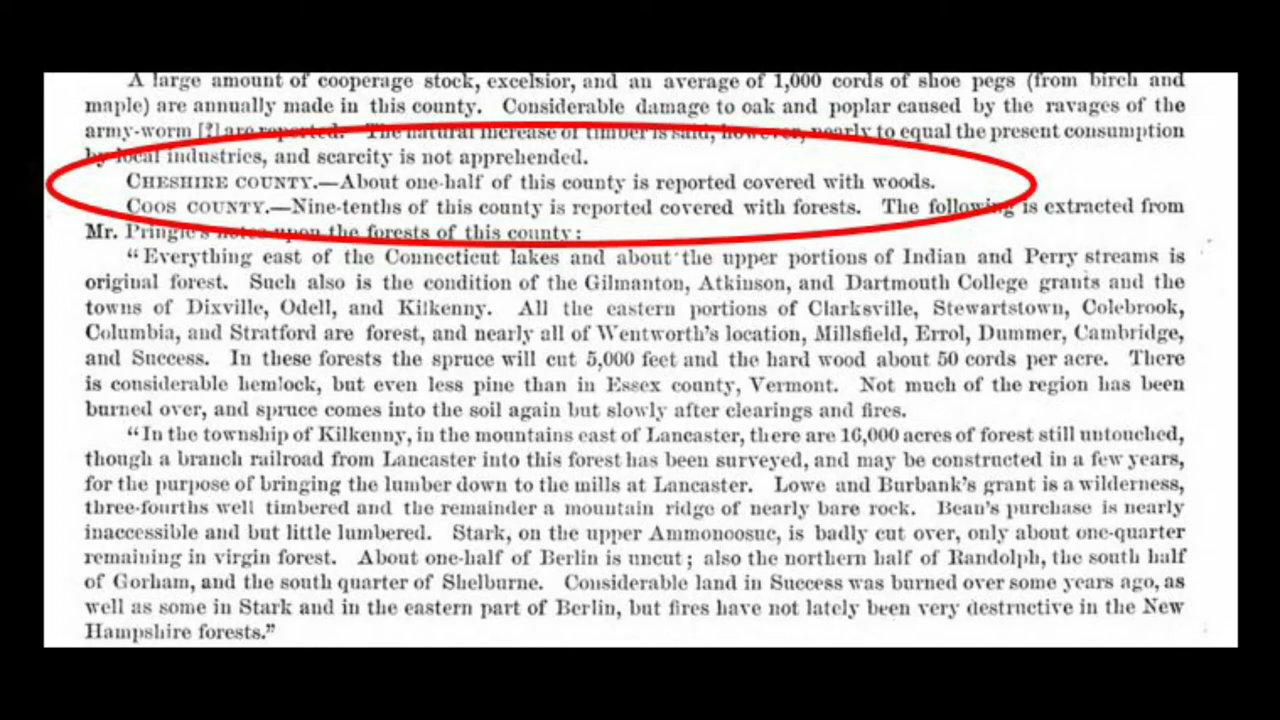 A large amount of cooperage stock, excelsior, and an average of 1,000 cords of shoe pegs (from birch and
maple) are annually made in this county. Considerable damage to oak and poplar caused by the ravages of the
army-worm [?] are reported. The natural increase of timber is said, however, nearly to equal the present consumption
by local industries, and scarcity is not apprehended.
CHESHIRE COUNTY.—About one-half of this county is reported covered with woods.
COOS COUNTY.—Nine-tenths of this county is reported covered with forests. The following is extracted from
Mr. Pringle's notes upon the forests of this county:
"Everything east of the Connecticut lakes and about the upper portions of Indian and Perry streams is
original forest. Such also is the condition of the Gilmanton, Atkinson, and Dartmouth College grants and the
towns of Dixville, Odell, and Kilkenny. All the eastern portions of Clarksville, Stewartstown, Colebrook,
Columbia, and Stratford are forest, and nearly all of Wentworth's location, Millsfield, Errol, Dummer, Cambridge,
and Success. In these forests the spruce will cut 5,000 feet and the hard wood about 50 cords per acre. There
is considerable hemlock, but even less pine than in Essex county, Vermont. Not much of the region has been
burned over, and spruce comes into the soil again but slowly after clearings and fires.
"In the township of Kilkenny, in the mountains east of Lancaster, there are 16,000 acres of forest still untouched,
though a branch railroad from Lancaster into this forest has been surveyed, and may be constructed in a few years,
for the purpose of bringing the lumber down to the mills at Lancaster. Lowe and Burbank's grant is a wilderness,
three-fourths well timbered and the remainder a mountain ridge of nearly bare rock. Bean's purchase is nearly
inaccessible and but little lumbered. Stark, on the upper Ammonoosuc, is badly cut over, only about one-quarter
remaining in virgin forest. About one-half of Berlin is uncut; also the northern half of Randolph, the south half
of Gorham, and the south quarter of Shelburne. Considerable land in Success was burned over some years ago, as
well as some in Stark and in the eastern part of Berlin, but fires have not lately been very destructive in the New
Hampshire forests."